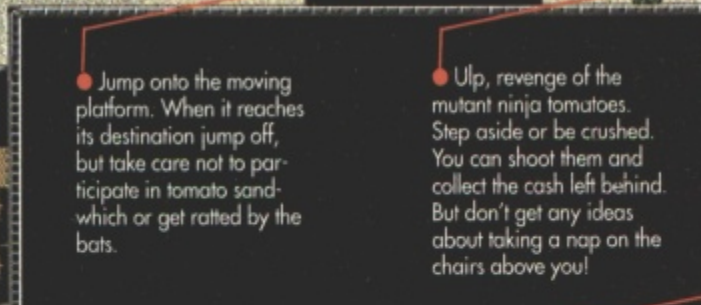 Jump onto the moving
platform. When it reaches
its destination jump off,
but take care not to par-
ticipate in tomato sand-
which or get ratted by the
bats.
Ulp, revenge of the
mutant ninja tomatoes.
Step aside or be crushed.
You can shoot them and
collect the cash left behind.
But don't get any ideas
about taking a nap on the
chairs above you!